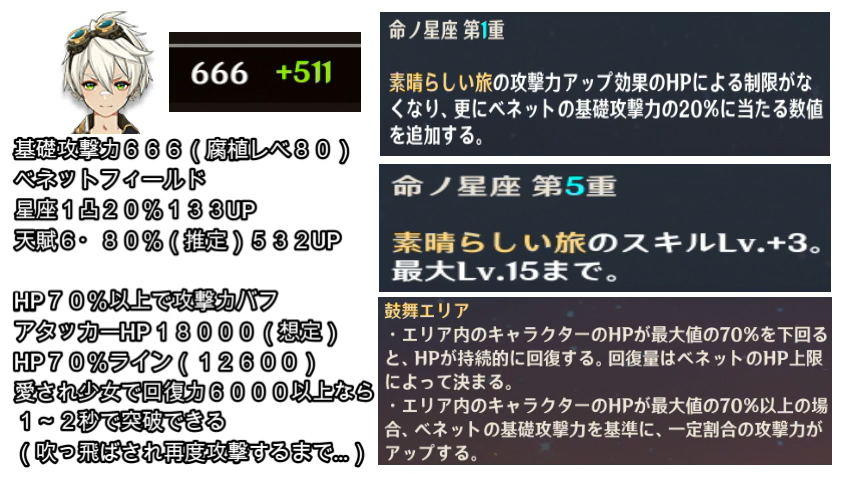 666 +511
基礎攻撃力６６６(腐植レベ８０)
ベネットフィールド
星座１凸２０％１３３UP
天賦6・８０％(推定)５３２UP
HP７０％以上で攻撃力バフ
アタッカーHP１８０００(想定)
HP７０％ライン(１２６００)
愛され少女で回復力６０００以上なら
１~２秒で突破できる
(吹っ飛ばされ再度攻撃するまで…)
命ノ星座 第1重
素晴らしい旅の攻撃力アップ効果のHPによる制限がな
くなり、更にベネットの基礎攻撃力の20%に当たる数値
を追加する。
命ノ星座 第5重
素晴らしい旅のスキルLv.+3。
最大Lv.15まで。
鼓舞エリア
・エリア内のキャラクターのHPが最大値の70%を下回る
と、HPが持続的に回復する。回復量はベネットのHP上限
によって決まる。
・エリア内のキャラクターのHPが最大値の70%以上の場
合、ベネットの基礎攻撃力を基準に、一定割合の攻撃力が
アップする。